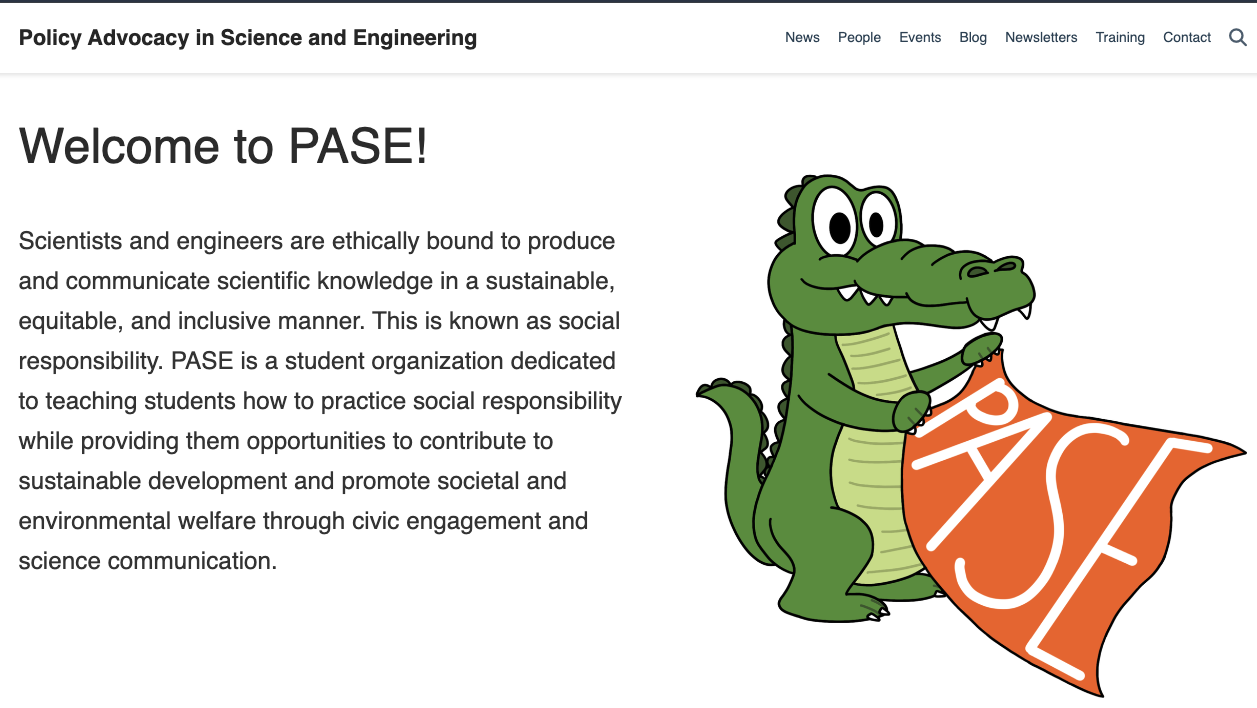 Policy Advocacy in Science and Engineering
News People Events Blog Newsletters Training Contact
Welcome to PASE!
Scientists and engineers are ethically bound to produce
and communicate scientific knowledge in a sustainable,
equitable, and inclusive manner. This is known as social
responsibility. PASE is a student organization dedicated
to teaching students how to practice social responsibility
while providing them opportunities to contribute to
sustainable development and promote societal and
environmental welfare through civic engagement and
science communication.
PASE